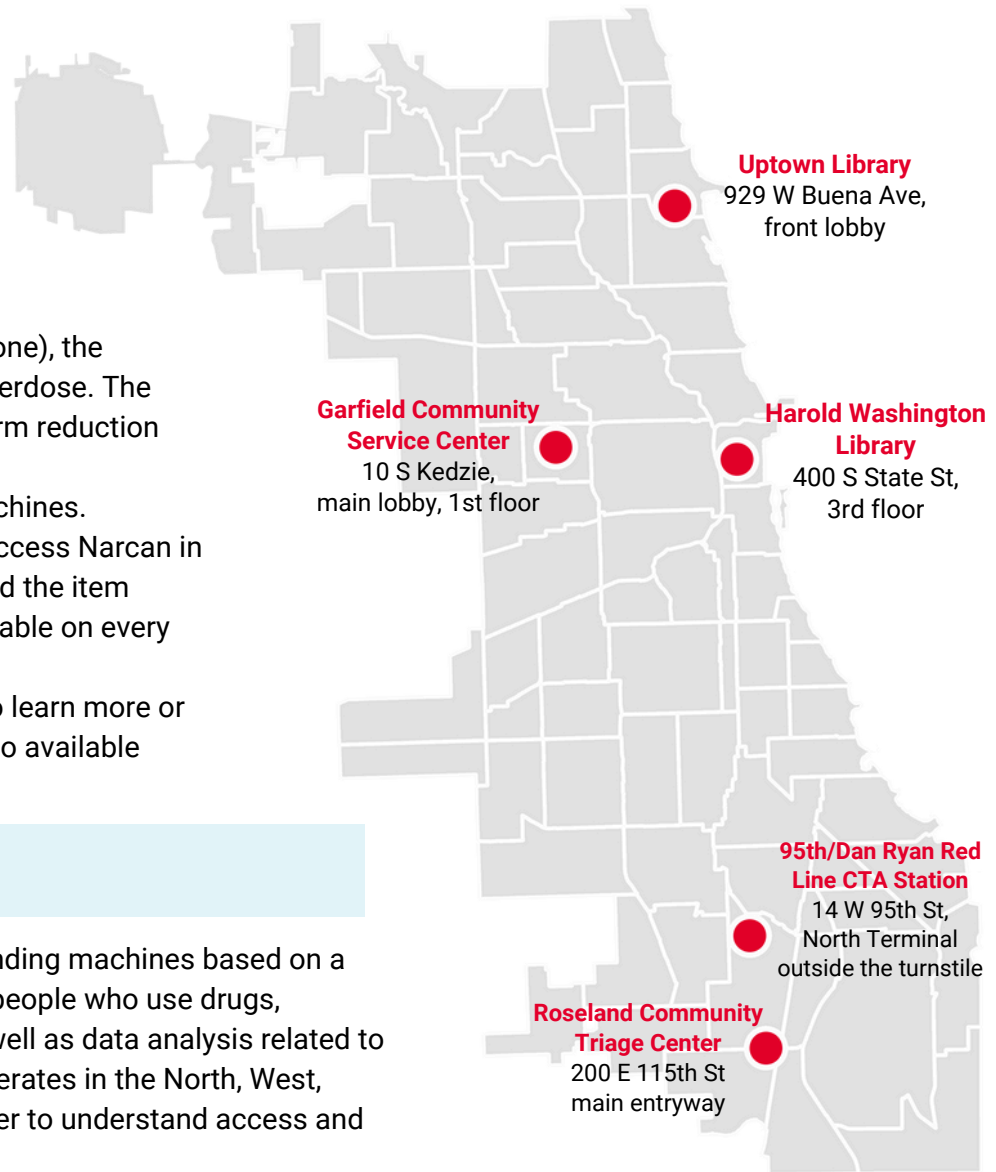 Uptown Library
929 W Buena Ave,
front lobby
one), the
erdose. The
rm reduction
chines.
ccess Narcan in
d the item
able on every
o learn more or
o available
Garfield Community
Service Center
10 S Kedzie,
main lobby, 1st floor
Harold Washington
Library
400 S State St,
3rd floor
95th/Dan Ryan Red
Line CTA Station
14 W 95th St,
North Terminal
outside the turnstile
nding machines based on a
people who use drugs,
well as data analysis related to
erates in the North, West,
er to understand access and
Roseland Community
Triage Center
200 E 115th St
main entryway